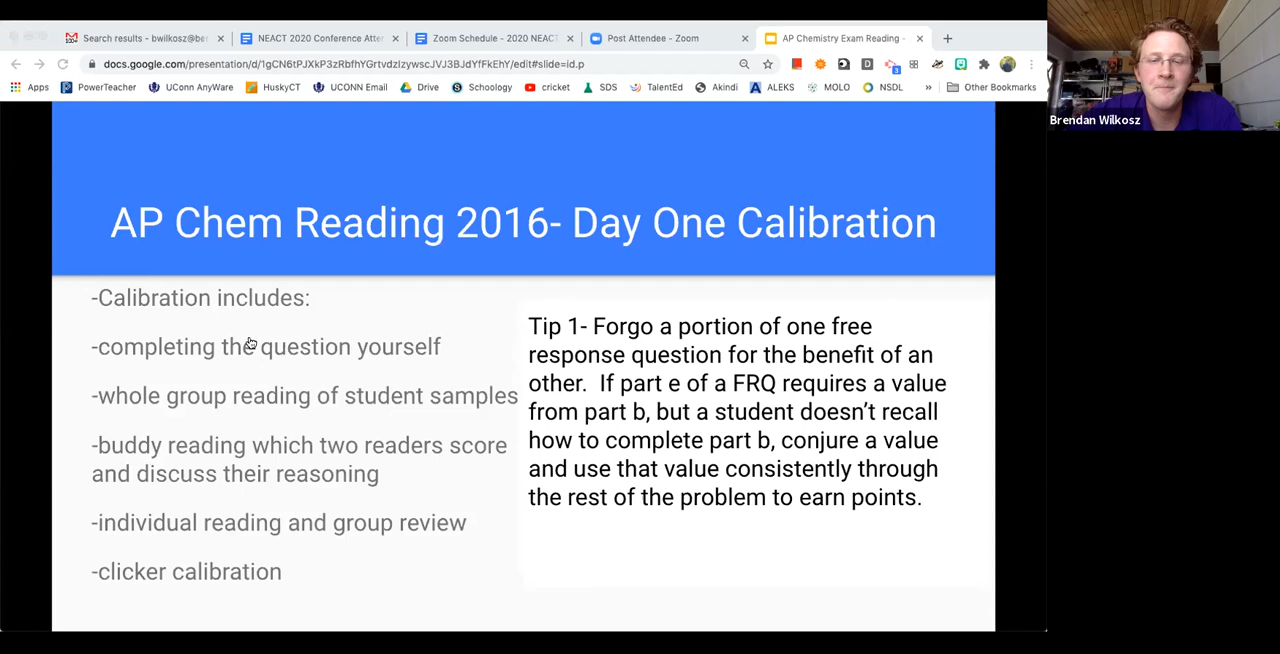 Search results - bwilkosz@be
NEACT 2020 Conference Atter
Zoom Schedule - 2020 NEACT
Post Attendee - Zoom
AP Chemistry Exam Reading -
docs.google.com/presentation/d/1gCN6tPJXkP3zRbfhYGrtvdzIzywscJVJ3BJdPYkEhY/edit#slide=id.p
Apps
PowerTeacher
UConn AnyWare
HuskyCT
UCONN Email
Drive
Schoology
cricket
SDS
TalentEd
Akindi
ALEKS
MOLO
NSDL
»
Other Bookmarks
Brendan Wilkosz
AP Chem Reading 2016- Day One Calibration
-Calibration includes:
-completing the question yourself
-whole group reading of student samples
-buddy reading which two readers score
and discuss their reasoning
-individual reading and group review
-clicker calibration
Tip 1- Forgo a portion of one free
response question for the benefit of an
other. If part e of a FRQ requires a value
from part b, but a student doesn't recall
how to complete part b, conjure a value
and use that value consistently through
the rest of the problem to earn points.